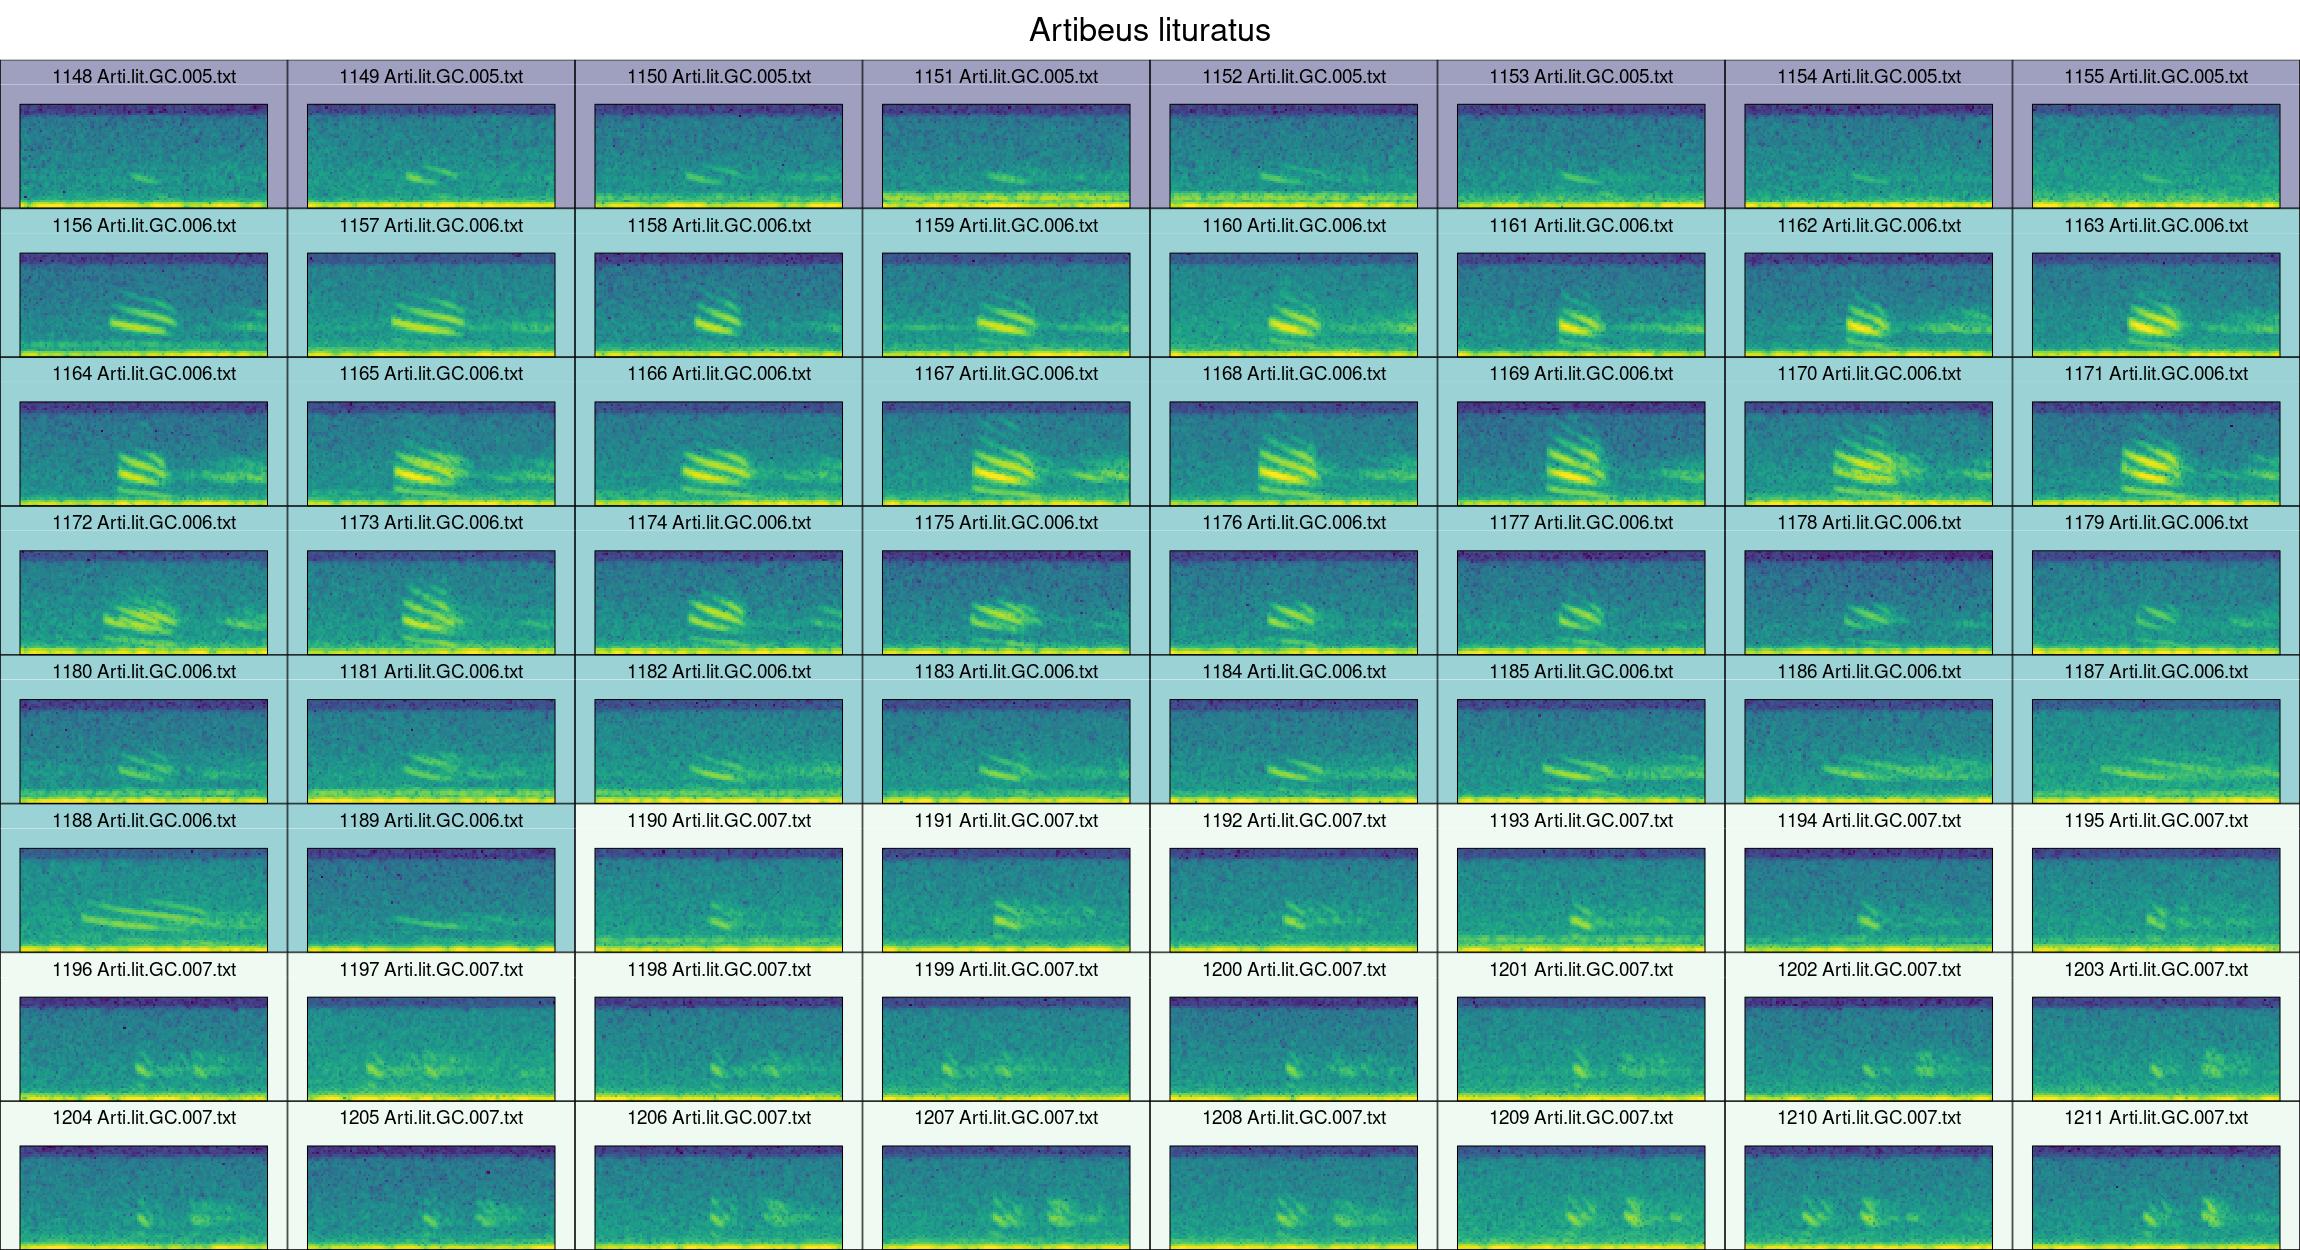 Artibeus lituratus
1148 Arti.lit.GC.005.txt 1149 Arti.lit.GC.005.txt 1150 Arti.lit.GC.005.txt 1151 Arti.lit.GC.005.txt 1152 Arti.lit.GC.005.txt 1153 Arti.lit.GC.005.txt 1154 Arti.lit.GC.005.txt 1155 Arti.lit.GC.005.txt
1156 Arti.lit.GC.006.txt 1157 Arti.lit.GC.006.txt 1158 Arti.lit.GC.006.txt 1159 Arti.lit.GC.006.txt 1160 Arti.lit.GC.006.txt 1161 Arti.lit.GC.006.txt 1162 Arti.lit.GC.006.txt 1163 Arti.lit.GC.006.txt
1164 Arti.lit.GC.006.txt 1165 Arti.lit.GC.006.txt 1166 Arti.lit.GC.006.txt 1167 Arti.lit.GC.006.txt 1168 Arti.lit.GC.006.txt 1169 Arti.lit.GC.006.txt 1170 Arti.lit.GC.006.txt 1171 Arti.lit.GC.006.txt
1172 Arti.lit.GC.006.txt 1173 Arti.lit.GC.006.txt 1174 Arti.lit.GC.006.txt 1175 Arti.lit.GC.006.txt 1176 Arti.lit.GC.006.txt 1177 Arti.lit.GC.006.txt 1178 Arti.lit.GC.006.txt 1179 Arti.lit.GC.006.txt
1180 Arti.lit.GC.006.txt 1181 Arti.lit.GC.006.txt 1182 Arti.lit.GC.006.txt 1183 Arti.lit.GC.006.txt 1184 Arti.lit.GC.006.txt 1185 Arti.lit.GC.006.txt 1186 Arti.lit.GC.006.txt 1187 Arti.lit.GC.006.txt
1188 Arti.lit.GC.006.txt 1189 Arti.lit.GC.006.txt 1190 Arti.lit.GC.007.txt 1191 Arti.lit.GC.007.txt 1192 Arti.lit.GC.007.txt 1193 Arti.lit.GC.007.txt 1194 Arti.lit.GC.007.txt 1195 Arti.lit.GC.007.txt
1196 Arti.lit.GC.007.txt 1197 Arti.lit.GC.007.txt 1198 Arti.lit.GC.007.txt 1199 Arti.lit.GC.007.txt 1200 Arti.lit.GC.007.txt 1201 Arti.lit.GC.007.txt 1202 Arti.lit.GC.007.txt 1203 Arti.lit.GC.007.txt
1204 Arti.lit.GC.007.txt 1205 Arti.lit.GC.007.txt 1206 Arti.lit.GC.007.txt 1207 Arti.lit.GC.007.txt 1208 Arti.lit.GC.007.txt 1209 Arti.lit.GC.007.txt 1210 Arti.lit.GC.007.txt 1211 Arti.lit.GC.007.txt